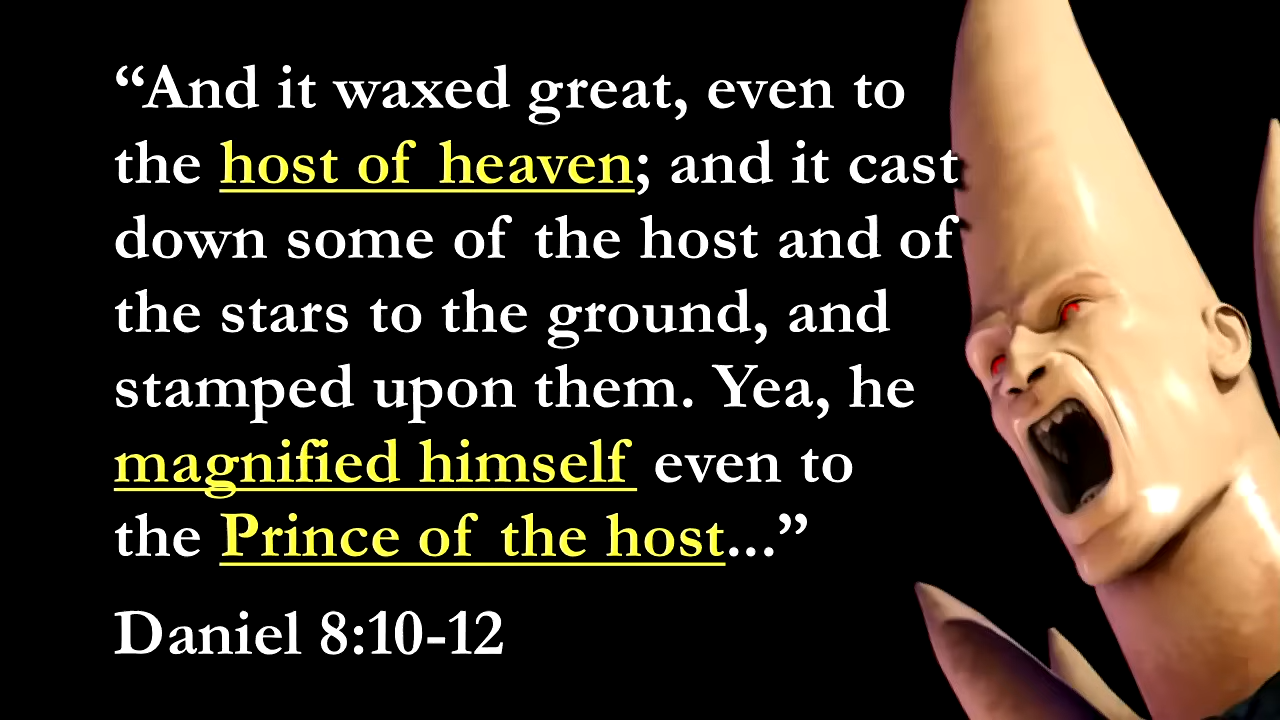 “And it waxed great, even to
the host of heaven; and it cast
down some of the host and of
the stars to the ground, and
stamped upon them. Yea, he
magnified himself even to
the Prince of the host...”
Daniel 8:10-12